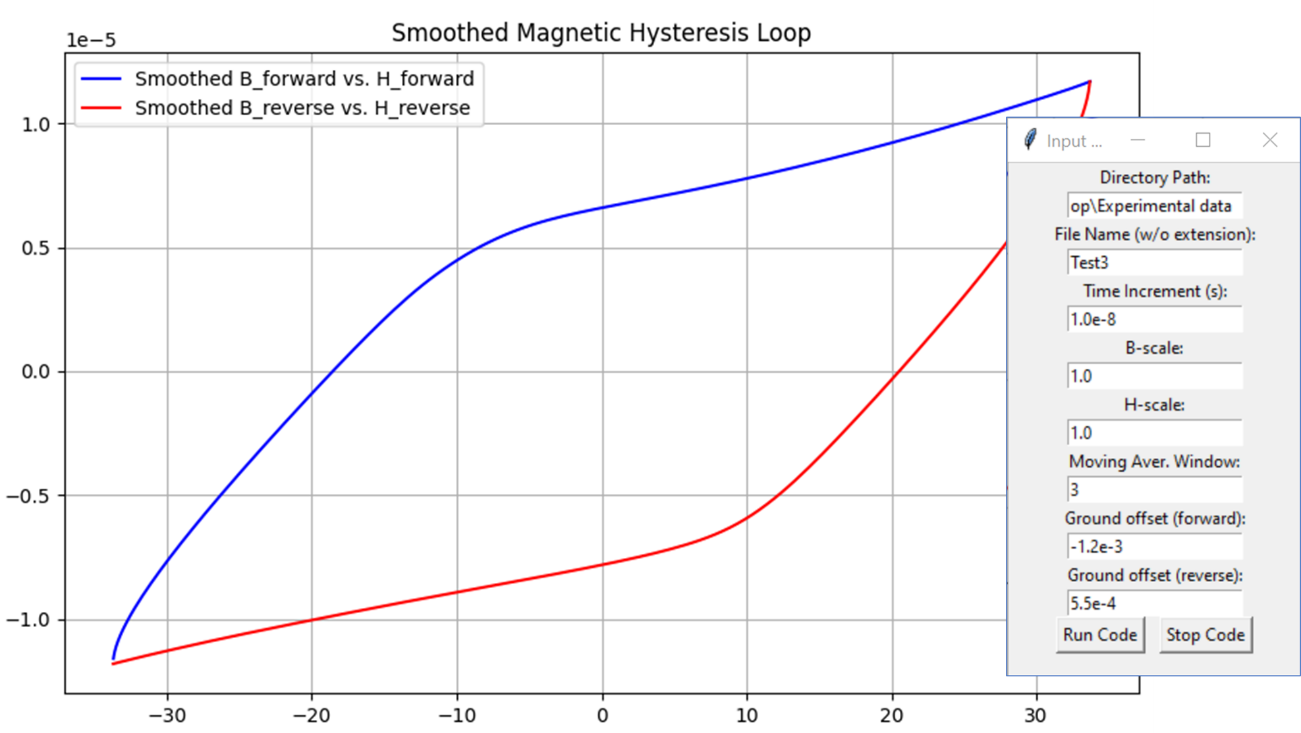 Smoothed Magnetic Hysteresis Loop
1e−5
Smoothed B_forward vs. H_forward
Smoothed B_reverse vs. H_reverse
1.0
0.5
0.0
−0.5
−1.0
−30 −20 −10 0 10 20 30
Input ...
Directory Path:
op\Experimental data
File Name (w/o extension):
Test3
Time Increment (s):
1.0e-8
B-scale:
1.0
H-scale:
1.0
Moving Aver. Window:
3
Ground offset (forward):
-1.2e-3
Ground offset (reverse):
5.5e-4
Run Code Stop Code